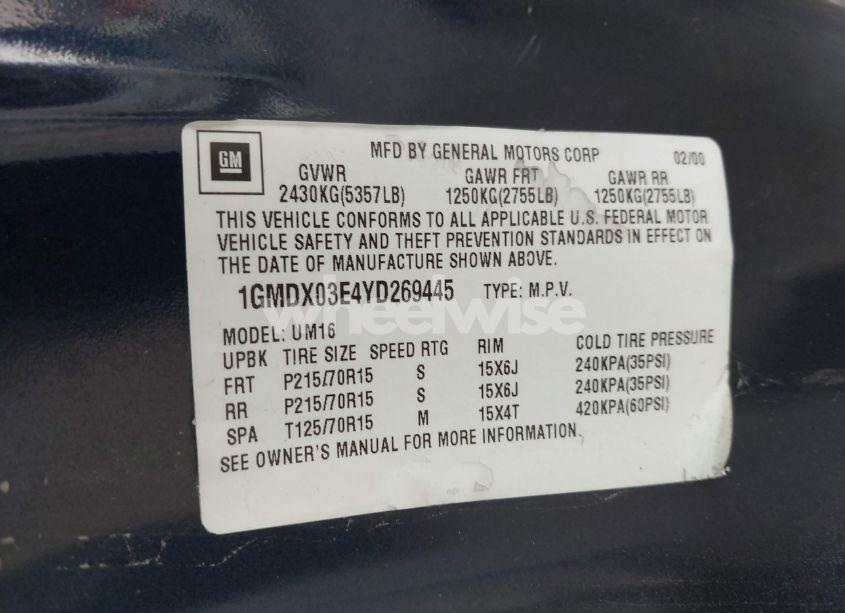 GM
MFD BY GENERAL MOTORS CORP 02/00
GVWR GAWR FRT GAWR RR
2430KG(5357LB) 1250KG(2755LB) 1250KG(2755LB)
THIS VEHICLE CONFORMS TO ALL APPLICABLE U.S. FEDERAL MOTOR
VEHICLE SAFETY AND THEFT PREVENTION STANDARDS IN EFFECT ON
THE DATE OF MANUFACTURE SHOWN ABOVE.
1GMDX03E4YD269445 TYPE: M.P.V.
wheelwise
MODEL: UM16
UPBK TIRE SIZE SPEED RTG RIM COLD TIRE PRESSURE
FRT P215/70R15 S 15X6J 240KPA(35PSI)
RR P215/70R15 S 15X6J 240KPA(35PSI)
SPA T125/70R15 M 15X4T 420KPA(60PSI)
SEE OWNER'S MANUAL FOR MORE INFORMATION.